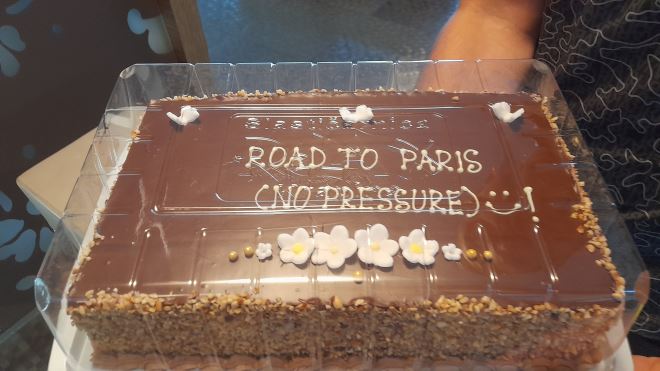 ROAD TO PARIS
(NO PRESSURE) :)!